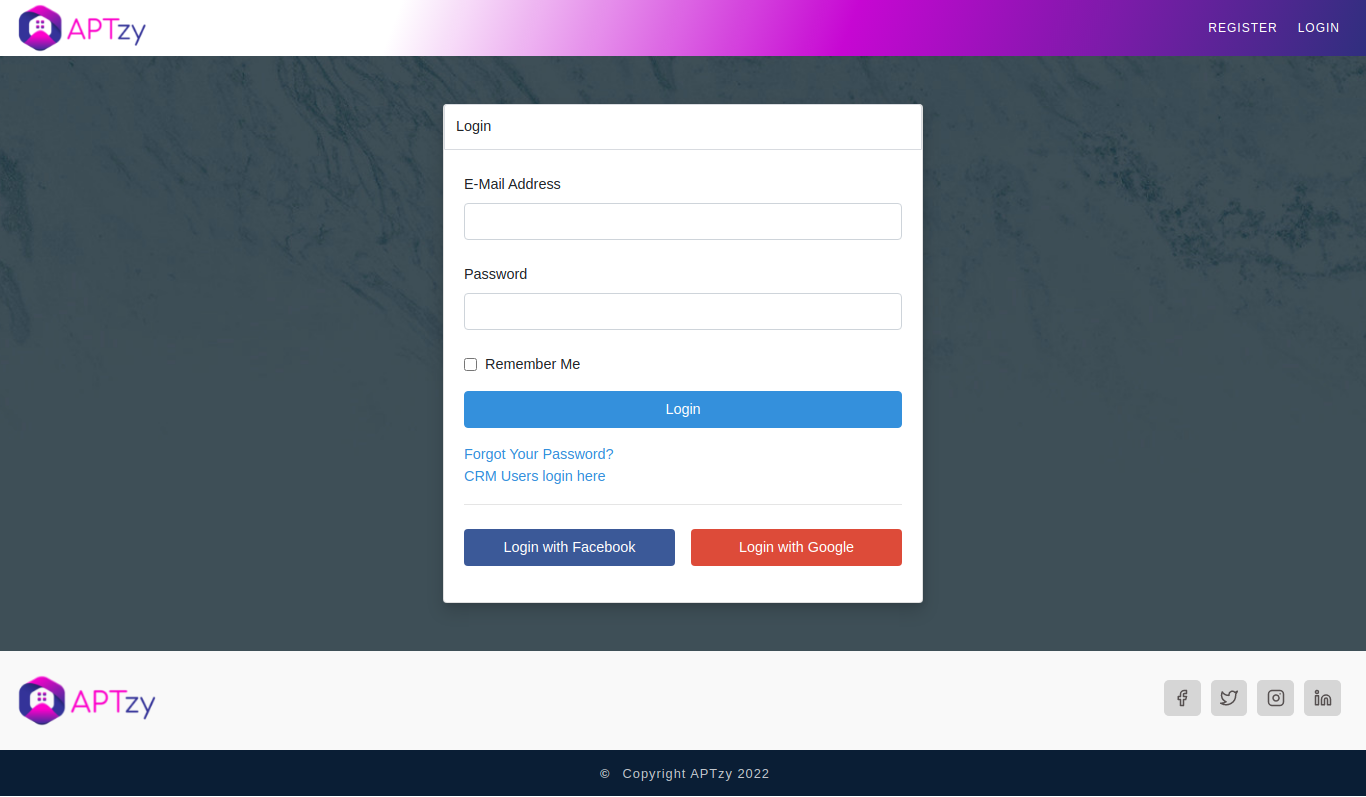 APTzy
REGISTER LOGIN
Login
E-Mail Address
Password
Remember Me
Login
Forgot Your Password?
CRM Users login here
Login with Facebook Login with Google
APTzy
© Copyright APTzy 2022